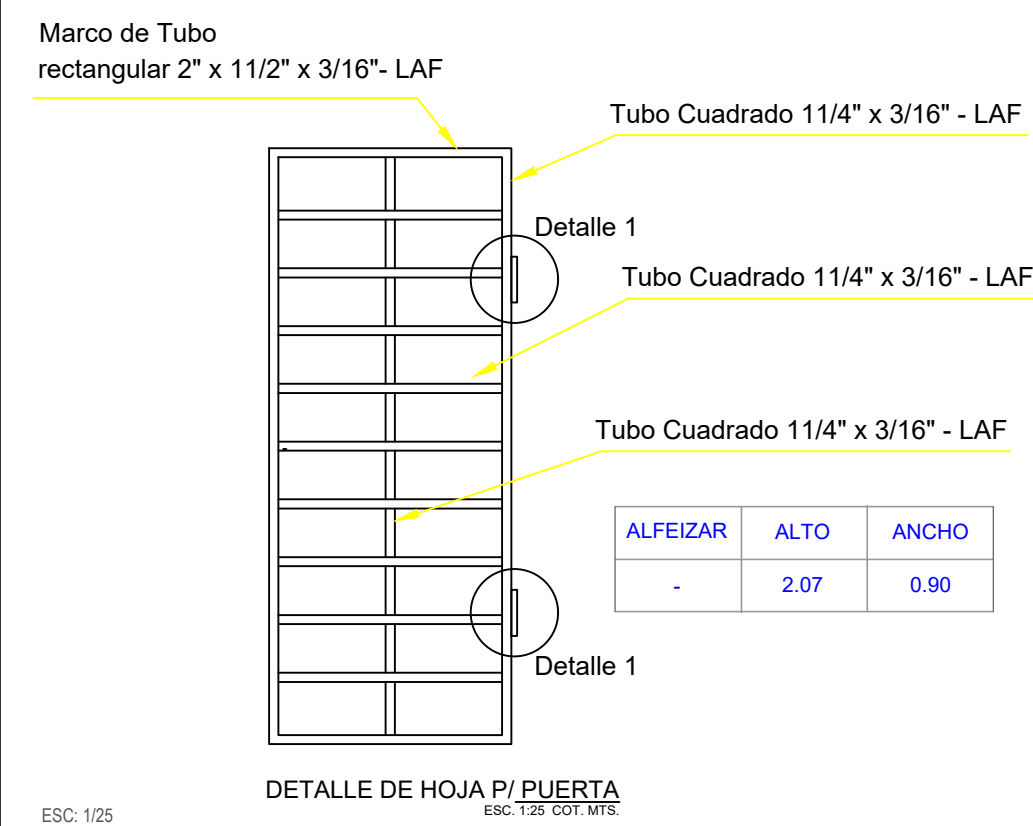 Marco de Tubo
rectangular 2" x 11/2" x 3/16"- LAF
Tubo Cuadrado 11/4" x 3/16" - LAF
Detalle 1
Tubo Cuadrado 11/4" x 3/16" - LAF
Tubo Cuadrado 11/4" x 3/16" - LAF
ALFEIZAR ALTO ANCHO
- 2.07 0.90
Detalle 1
DETALLE DE HOJA P/ PUERTA
ESC. 1:25 COT. MTS.
ESC: 1/25